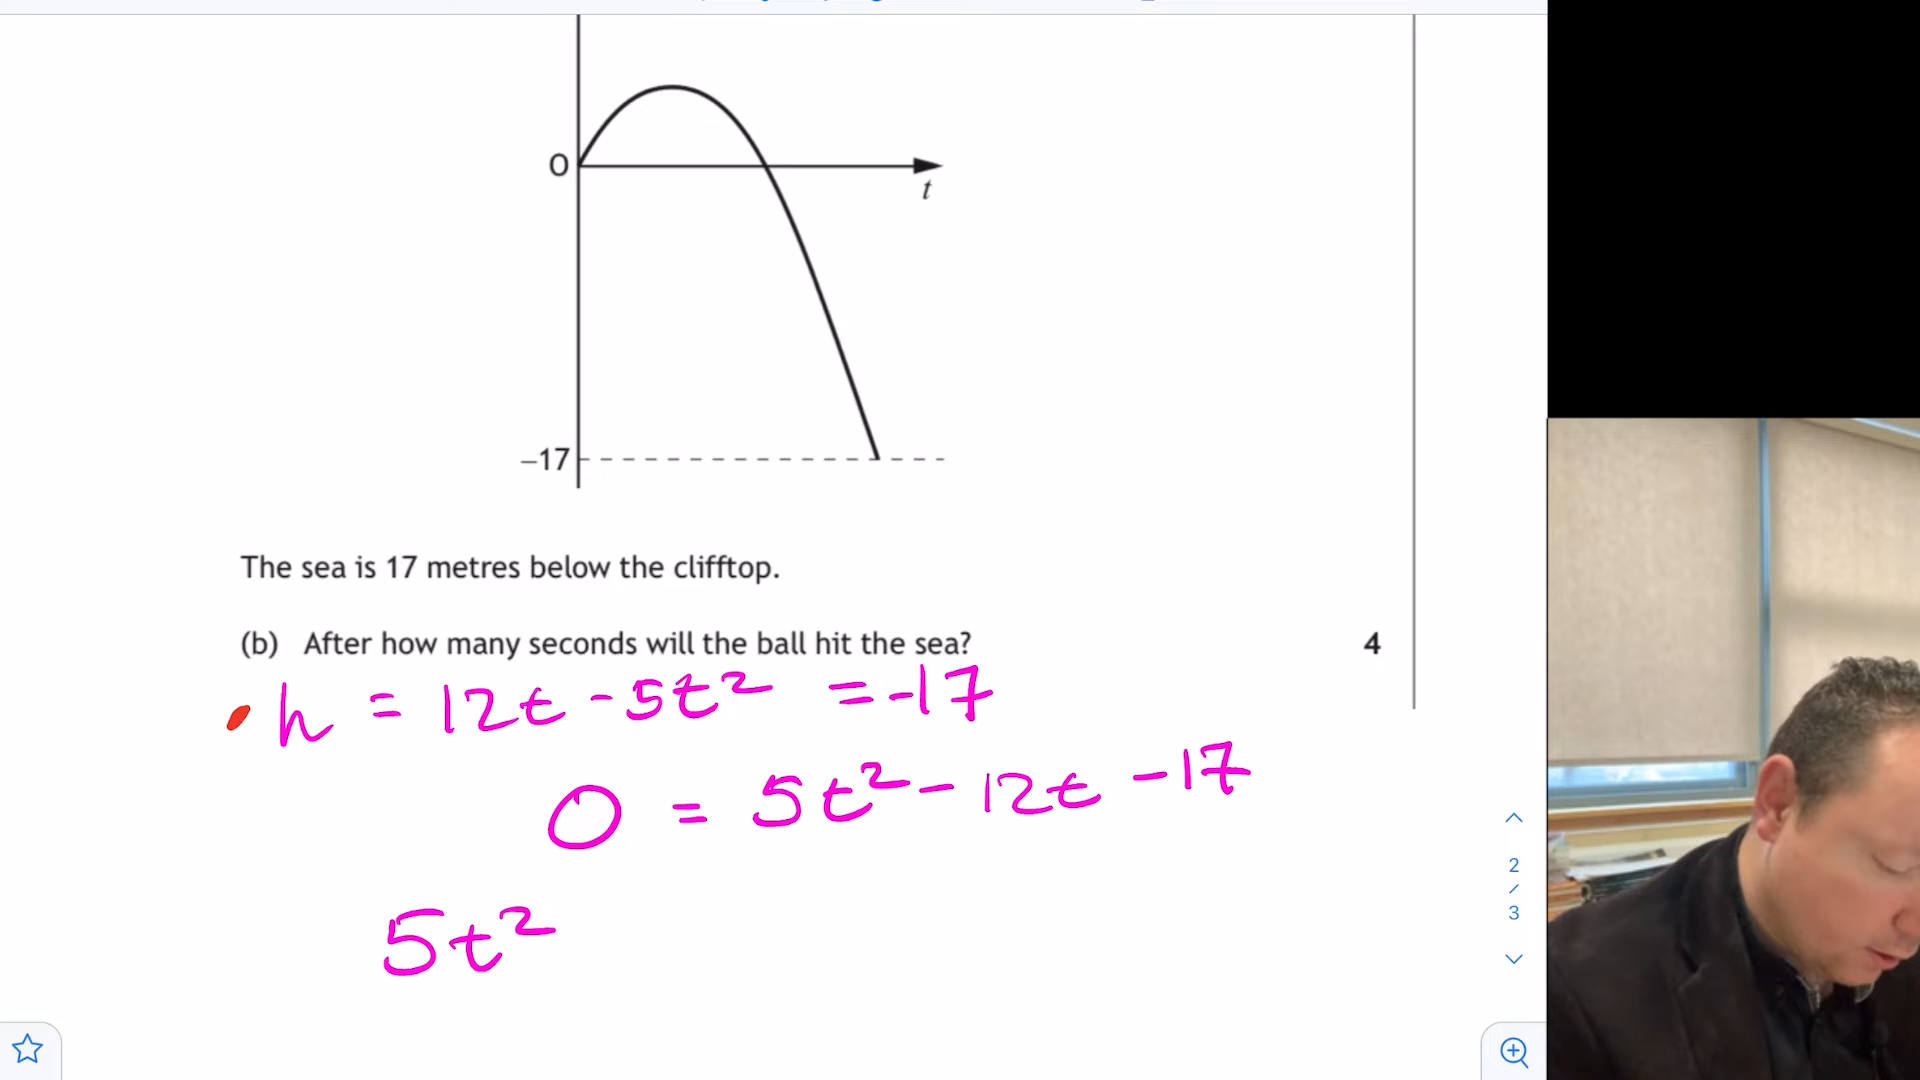 0
t
–17
The sea is 17 metres below the clifftop.
(b) After how many seconds will the ball hit the sea? 4
h = 12t - 5t² = -17
0 = 5t² - 12t - 17
5t²
2
/
3